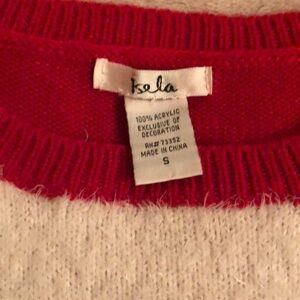 Isela
100% ACRYLIC
EXCLUSIVE OF
DECORATION
RN# 73352
MADE IN CHINA
S